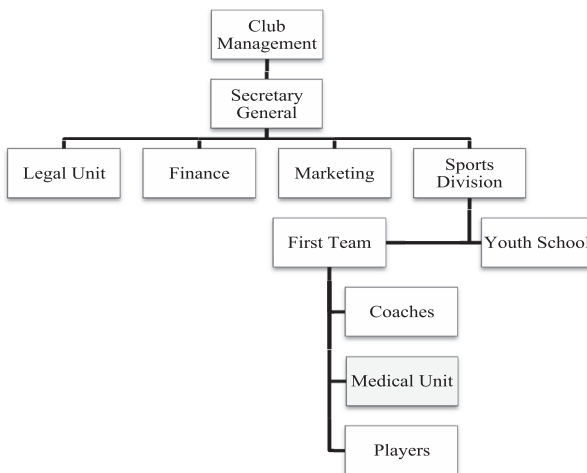 Club
Management
Secretary
General
Legal Unit
Finance
Marketing
Sports
Division
First Team
Youth School
Coaches
Medical Unit
Players